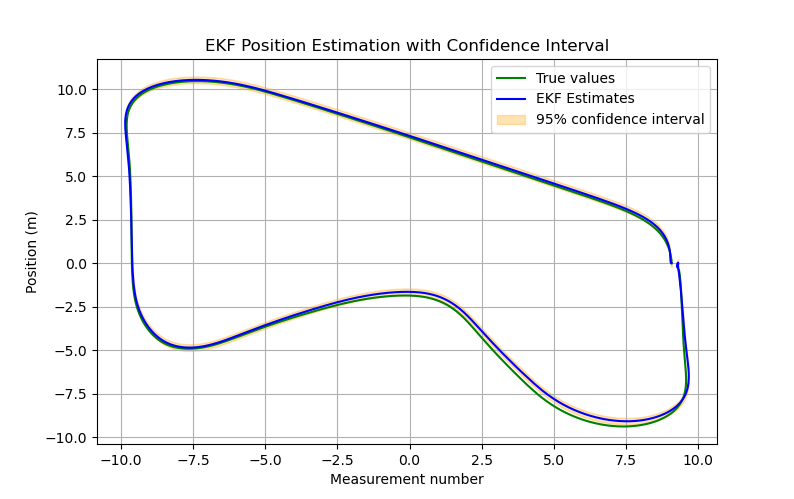 EKF Position Estimation with Confidence Interval
True values
EKF Estimates
95% confidence interval
Position (m)
10.0
7.5
5.0
2.5
0.0
−2.5
−5.0
−7.5
−10.0
−10.0 −7.5 −5.0 −2.5 0.0 2.5 5.0 7.5 10.0
Measurement number